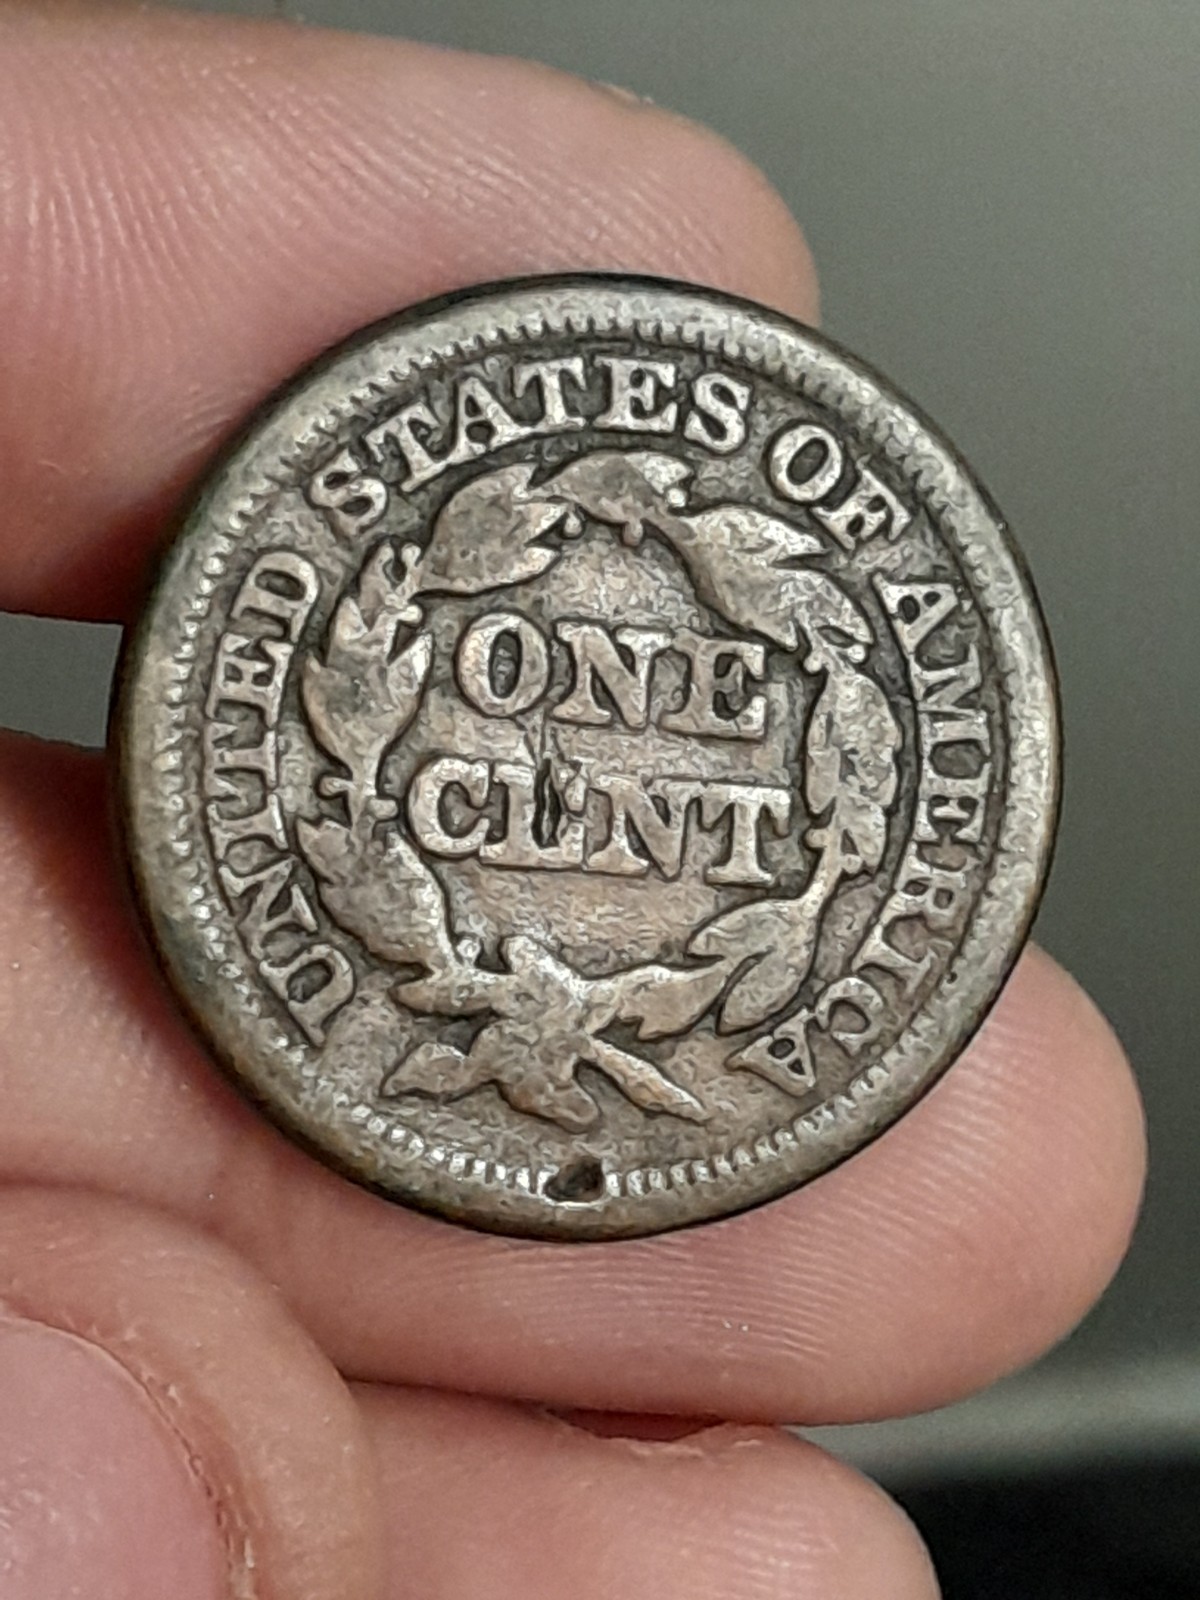 UNITED STATES OF AMERICA
ONE
CENT